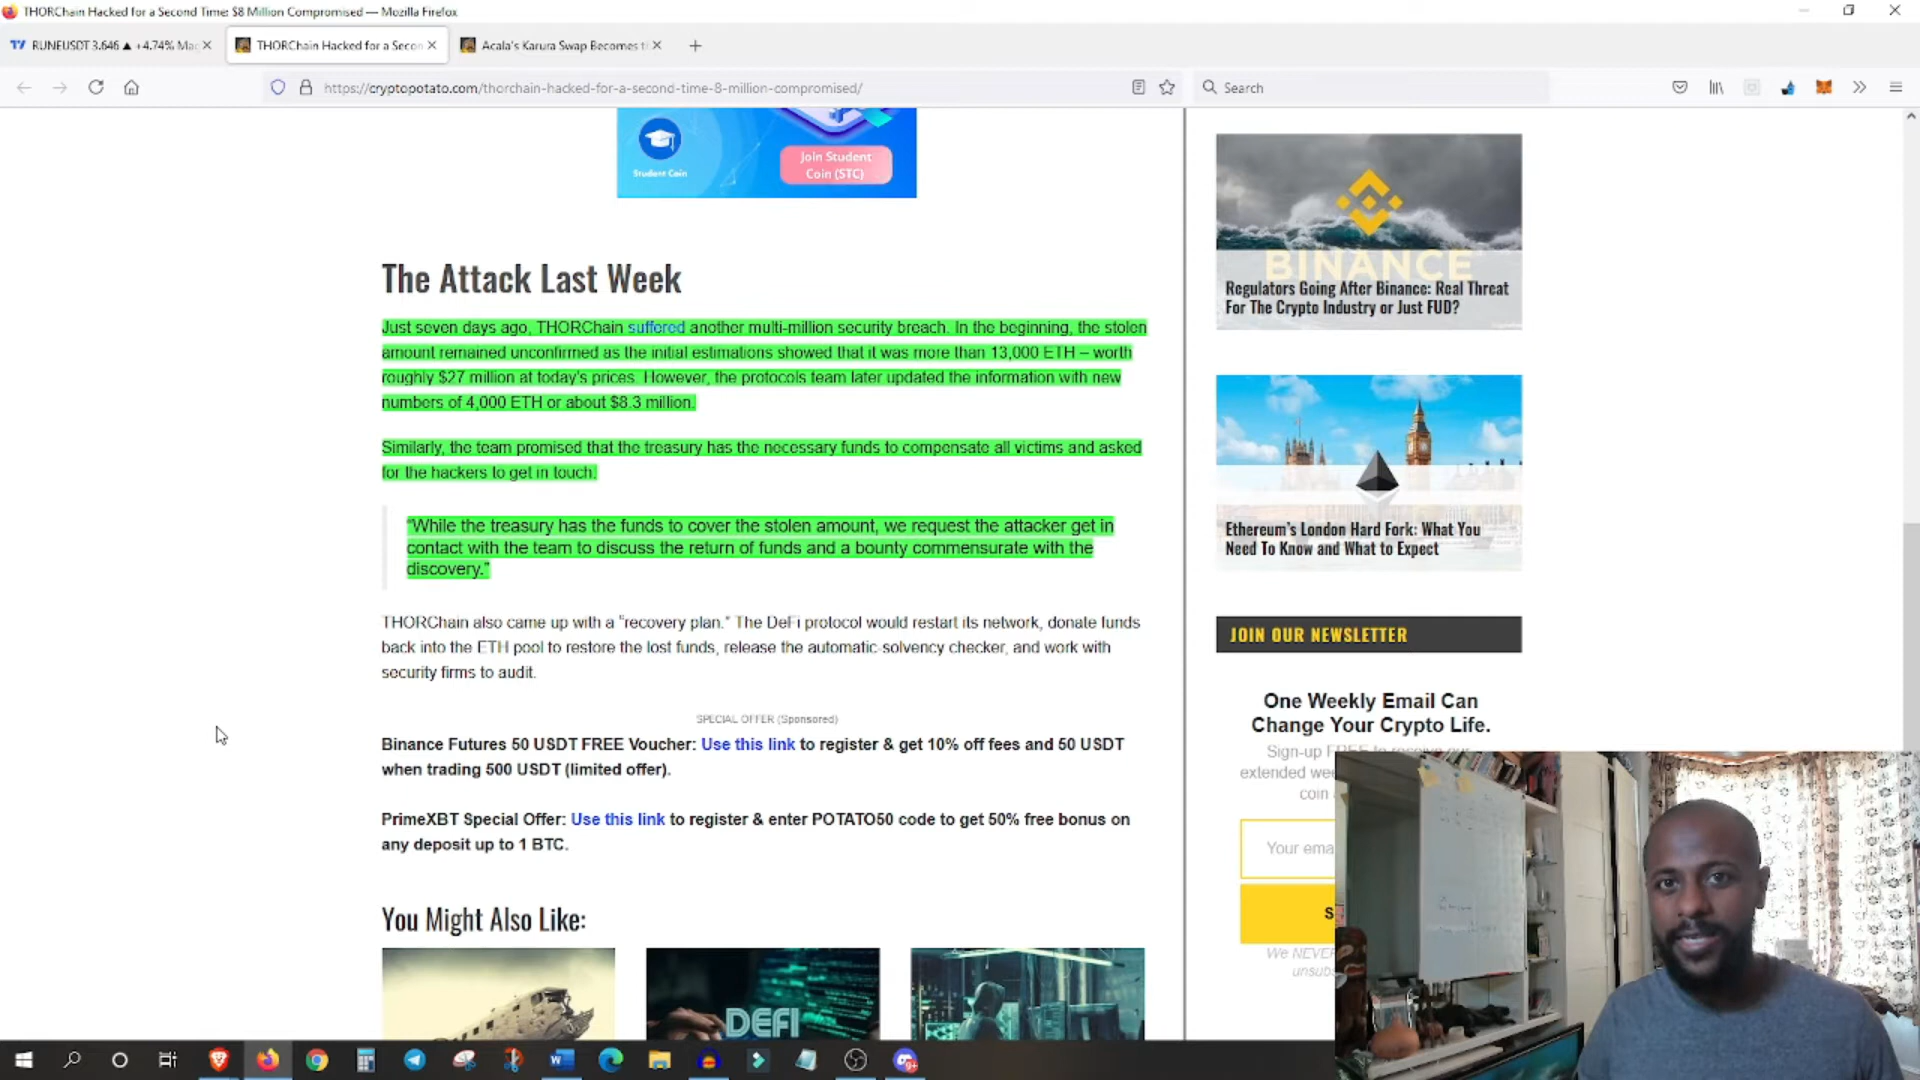 THORChain Hacked for a Second Time: $8 Million Compromised — Mozilla Firefox
RUNEUSDT 3.646 ▲ +4.74%
THORChain Hacked for a Secon
Acala's Karura Swap Becomes t
https://cryptopotato.com/thorchain-hacked-for-a-second-time-8-million-compromised/
Search
Student Coin
Join Student
Coin (STC)
The Attack Last Week
Just seven days ago, THORChain suffered another multi-million security breach. In the beginning, the stolen
amount remained unconfirmed as the initial estimations showed that it was more than 13,000 ETH – worth
roughly $27 million at today's prices. However, the protocols team later updated the information with new
numbers of 4,000 ETH or about $8.3 million.
Similarly, the team promised that the treasury has the necessary funds to compensate all victims and asked
for the hackers to get in touch.
"While the treasury has the funds to cover the stolen amount, we request the attacker get in
contact with the team to discuss the return of funds and a bounty commensurate with the
discovery."
THORChain also came up with a "recovery plan." The DeFi protocol would restart its network, donate funds
back into the ETH pool to restore the lost funds, release the automatic-solvency checker, and work with
security firms to audit.
SPECIAL OFFER (Sponsored)
Binance Futures 50 USDT FREE Voucher: Use this link to register & get 10% off fees and 50 USDT
when trading 500 USDT (limited offer).
PrimeXBT Special Offer: Use this link to register & enter POTATO50 code to get 50% free bonus on
any deposit up to 1 BTC.
You Might Also Like:
DEFI
BINANCE
Regulators Going After Binance: Real Threat
For The Crypto Industry or Just FUD?
Ethereum's London Hard Fork: What You
Need To Know and What to Expect
JOIN OUR NEWSLETTER
One Weekly Email Can
Change Your Crypto Life.
Sign-up FREE to receive our
extended wee
coin
Your ema
S
We NEVER
unsubs